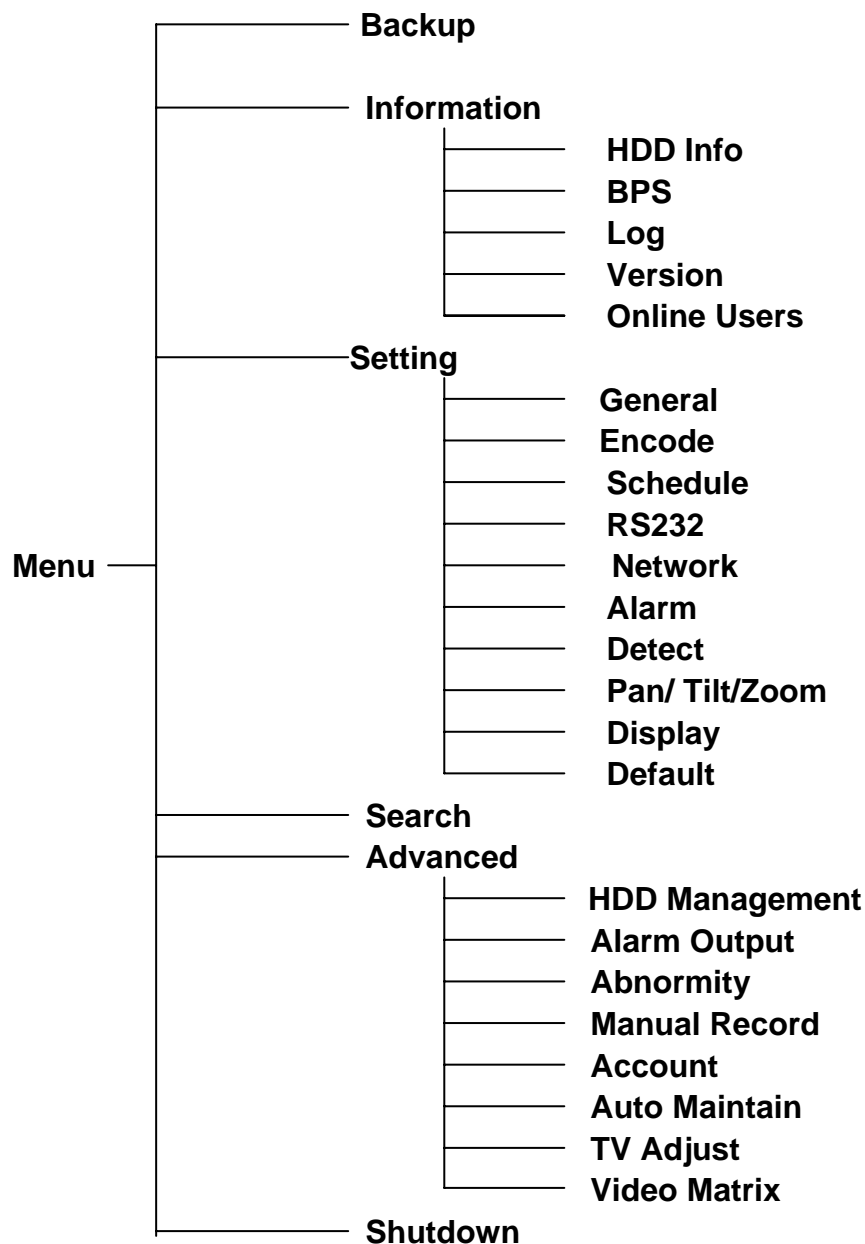 Backup
Information
HDD Info
BPS
Log
Version
Online Users
Setting
General
Encode
Schedule
RS232
Menu
Network
Alarm
Detect
Pan/ Tilt/Zoom
Display
Default
Search
Advanced
HDD Management
Alarm Output
Abnormity
Manual Record
Account
Auto Maintain
TV Adjust
Video Matrix
Shutdown